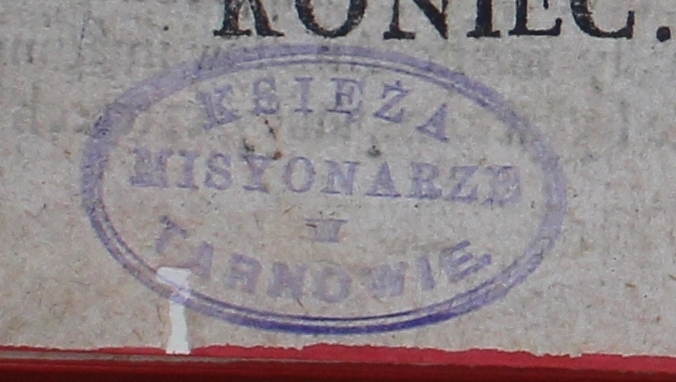 KONIEC.
KSIĘŻA
MISYONARZE
W
TARNOWIE